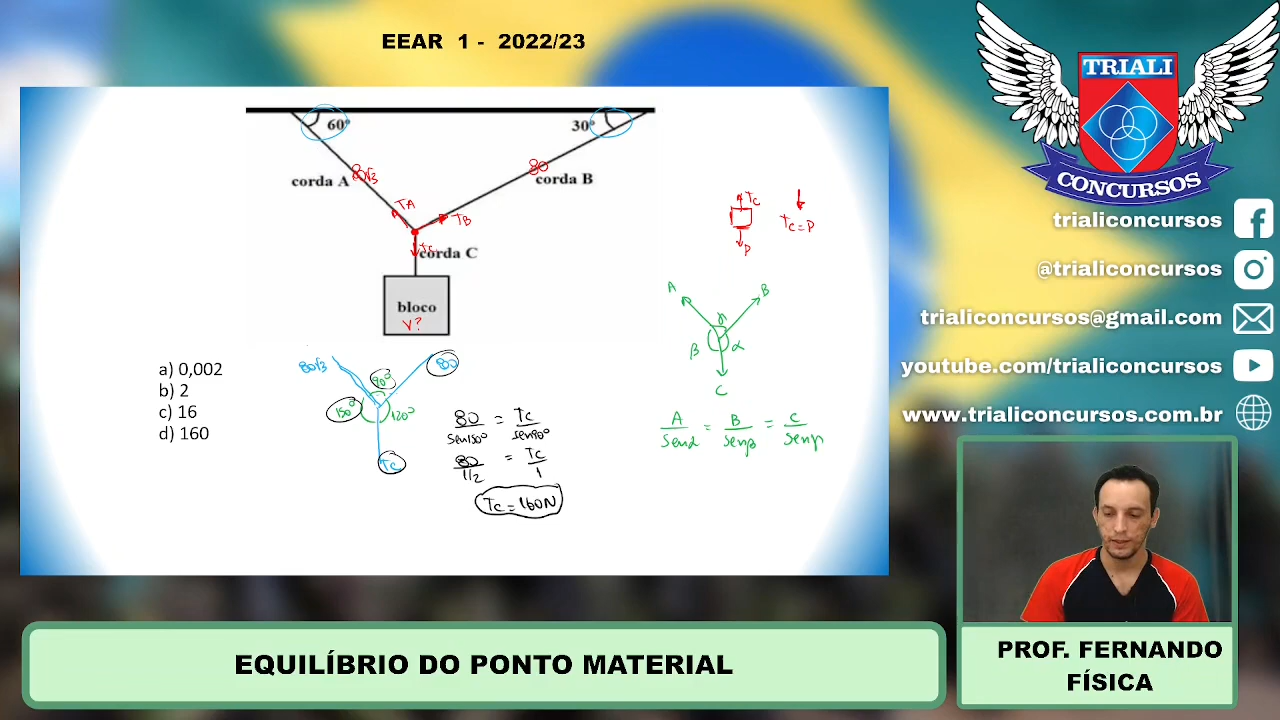 EEAR 1 - 2022/23
TRIALI
CONCURSOS
60º
30º
80√3
80
corda A
corda B
TA
TB
Tc
corda C
bloco
V?
Tc
P
Tc = P
A
B
γ
β
α
C
a) 0,002
b) 2
c) 16
d) 160
80√3
80
90°
150°
120°
Tc
80/sen150° = Tc/sen90°
80/1/2 = Tc/1
Tc = 160N
A/senα = B/senβ = C/senγ
trialiconcursos
@trialiconcursos
trialiconcursos@gmail.com
youtube.com/trialiconcursos
www.trialiconcursos.com.br
EQUILÍBRIO DO PONTO MATERIAL
PROF. FERNANDO
FÍSICA